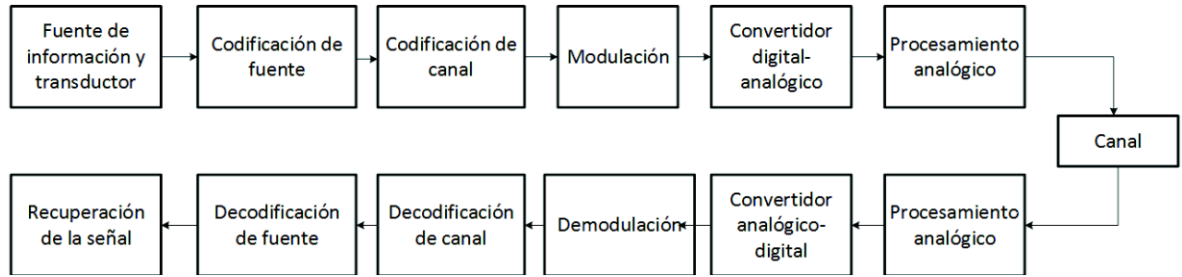 Fuente de
información y
transductor
Codificación de
fuente
Codificación de
canal
Modulación
Convertidor
digital-
analógico
Procesamiento
analógico
Canal
Recuperación
de la señal
Decodificación
de fuente
Decodificación
de canal
Demodulación
Convertidor
analógico-
digital
Procesamiento
analógico